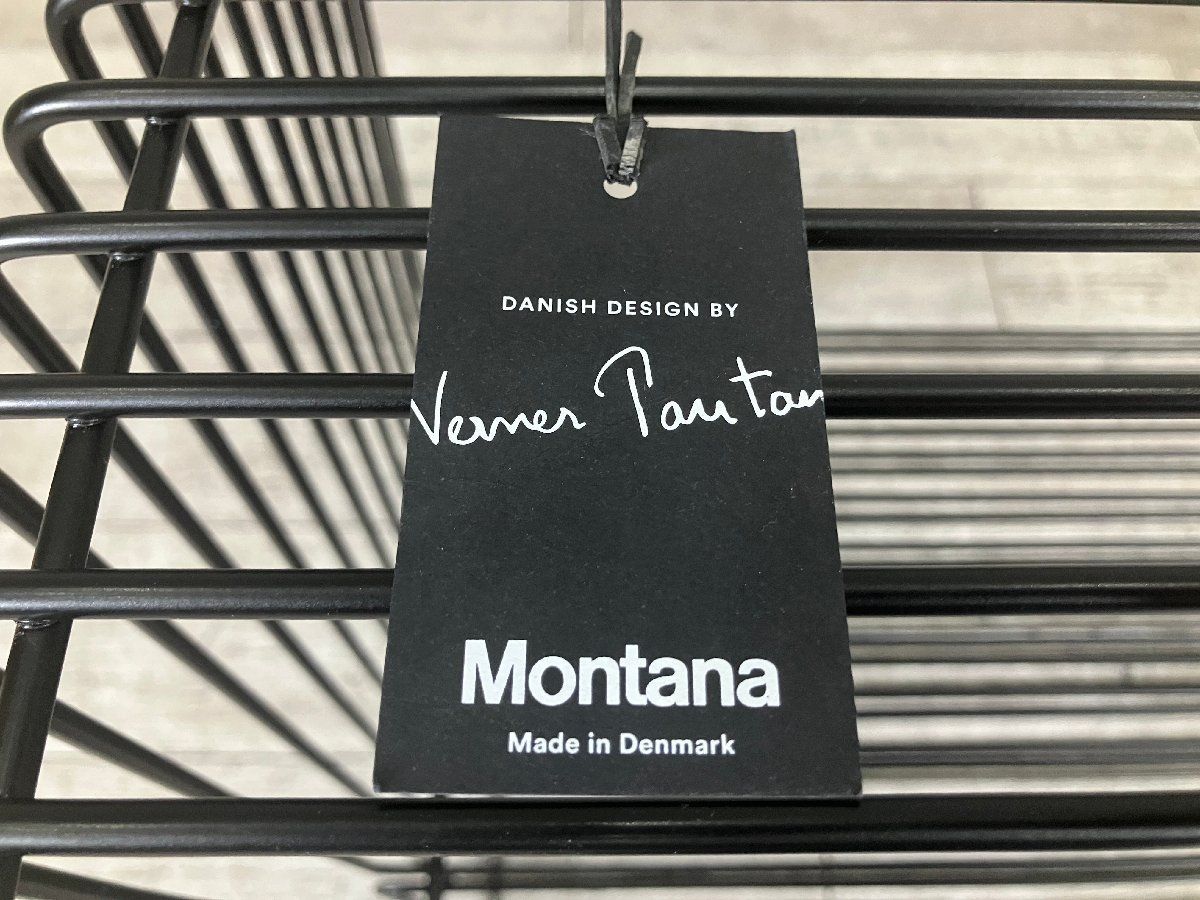 DANISH DESIGN BY
Verner Panton
Montana
Made in Denmark